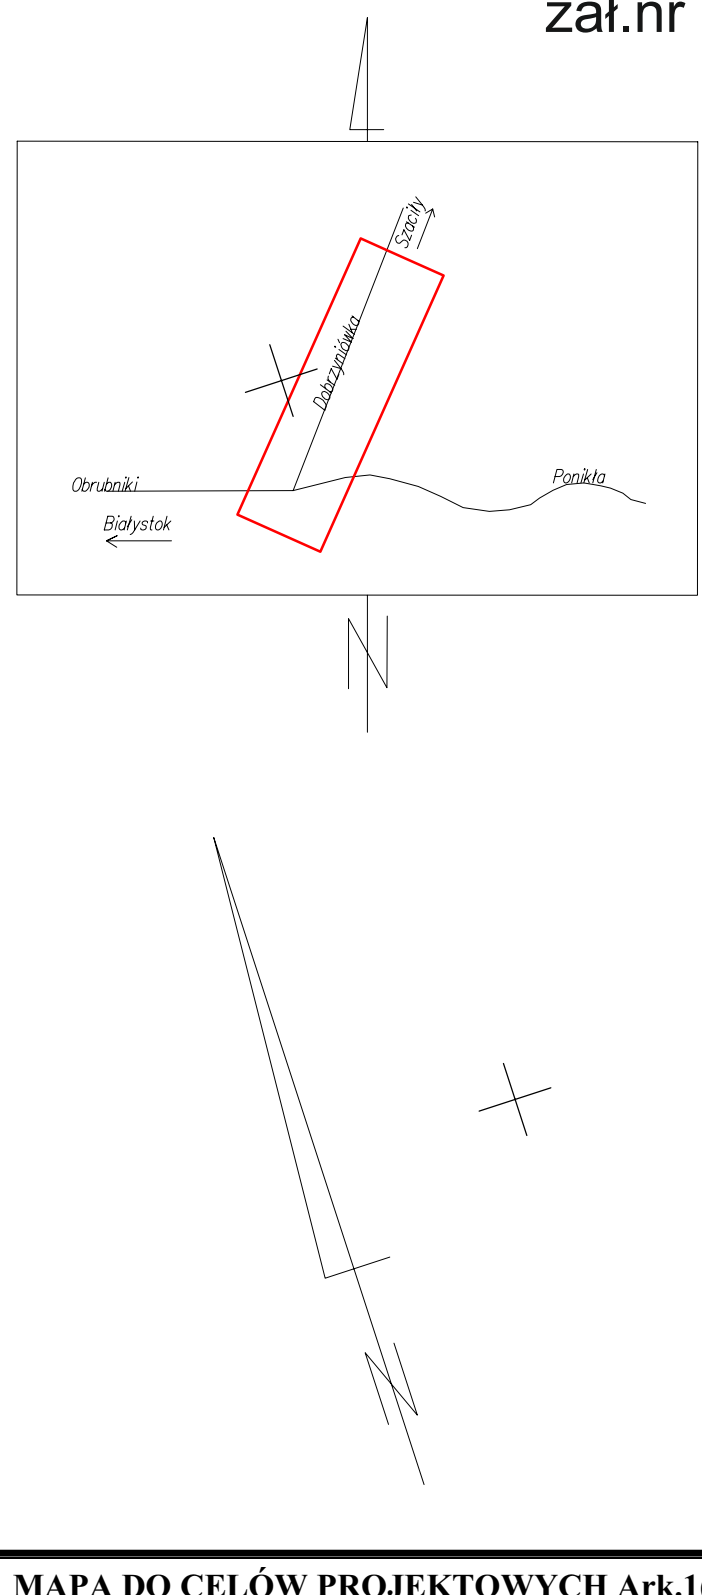 zał.nr
Szaciły
Dobrzyniówka
Obrubniki
Ponikła
Białystok
N
N
MAPA DO CELÓW PROJEKTOWYCH Ark.1